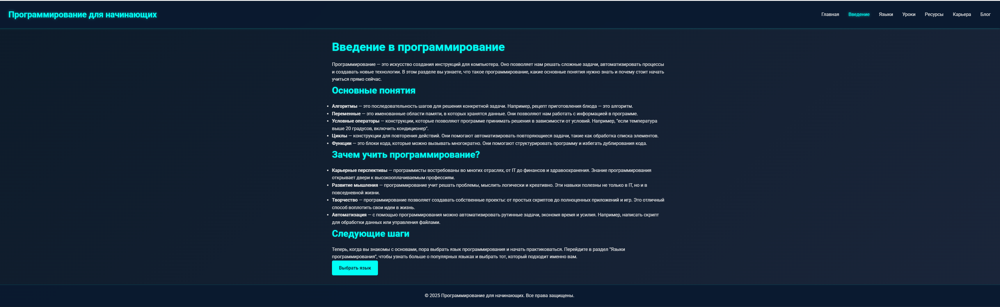 Программирование для начинающих
Главная Введение Языки Уроки Ресурсы Карьера Блог
Введение в программирование
Программирование — это искусство создания инструкций для компьютера. Оно позволяет нам решать сложные задачи, автоматизировать процессы
и создавать новые технологии. В этом разделе вы узнаете, что такое программирование, какие основные понятия нужно знать и почему стоит начать
учиться прямо сейчас.
Основные понятия
• Алгоритмы — это последовательность шагов для решения конкретной задачи. Например, рецепт приготовления блюда — это алгоритм.
• Переменные — это именованные области памяти, в которых хранятся данные. Они позволяют нам работать с информацией в программе.
• Условные операторы — конструкции, которые позволяют программе принимать решения в зависимости от условий. Например, "если температура
выше 20 градусов, включить кондиционер".
• Циклы — конструкции для повторения действий. Они помогают автоматизировать повторяющиеся задачи, такие как обработка списка элементов.
• Функции — это блоки кода, которые можно вызывать многократно. Они помогают структурировать программу и избегать дублирования кода.
Зачем учить программирование?
• Карьерные перспективы — программисты востребованы во многих отраслях, от IT до финансов и здравоохранения. Знание программирования
открывает двери к высокооплачиваемым профессиям.
• Развитие мышления — программирование учит решать проблемы, мыслить логически и креативно. Эти навыки полезны не только в IT, но и в
повседневной жизни.
• Творчество — программирование позволяет создавать собственные проекты: от простых скриптов до полноценных приложений и игр. Это отличный
способ воплотить свои идеи в жизнь.
• Автоматизация — с помощью программирования можно автоматизировать рутинные задачи, экономя время и усилия. Например, написать скрипт
для обработки данных или управления файлами.
Следующие шаги
Теперь, когда вы знакомы с основами, пора выбрать язык программирования и начать практиковаться. Перейдите в раздел "Языки
программирования", чтобы узнать больше о популярных языках и выбрать тот, который подходит именно вам.
Выбрать язык
© 2025 Программирование для начинающих. Все права защищены.